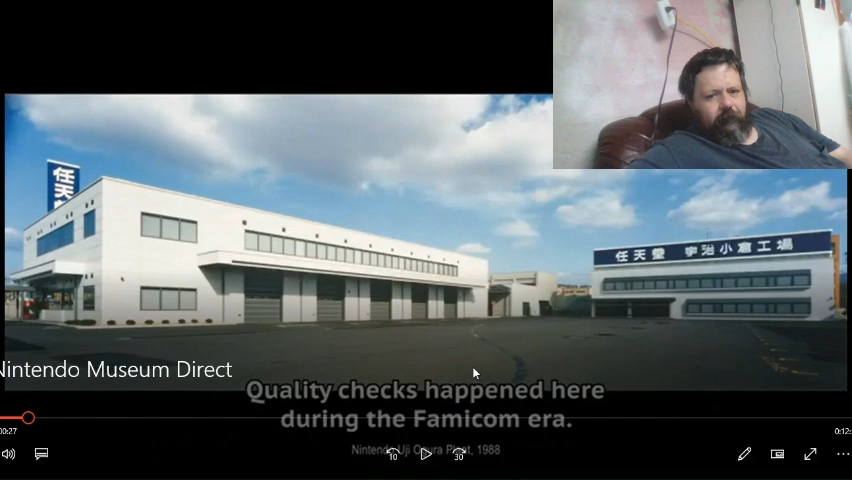 任天堂
任天堂 宇治小倉工場
Nintendo Museum Direct
Quality checks happened here
during the Famicom era.
Nintendo Uji Ogura Plant, 1988
00:27
0:12:
10
30